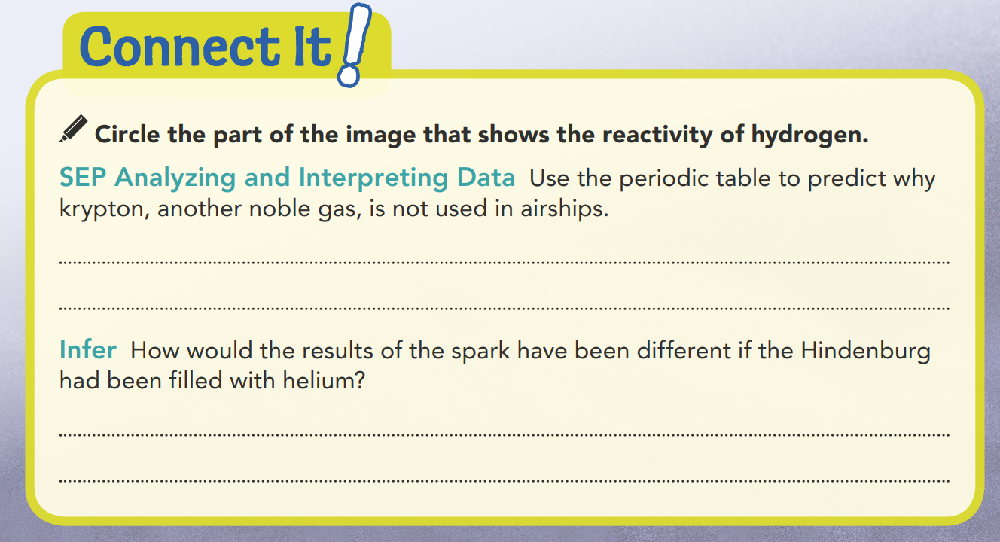 Connect It!
Circle the part of the image that shows the reactivity of hydrogen.
SEP Analyzing and Interpreting Data Use the periodic table to predict why
krypton, another noble gas, is not used in airships.
Infer How would the results of the spark have been different if the Hindenburg
had been filled with helium?